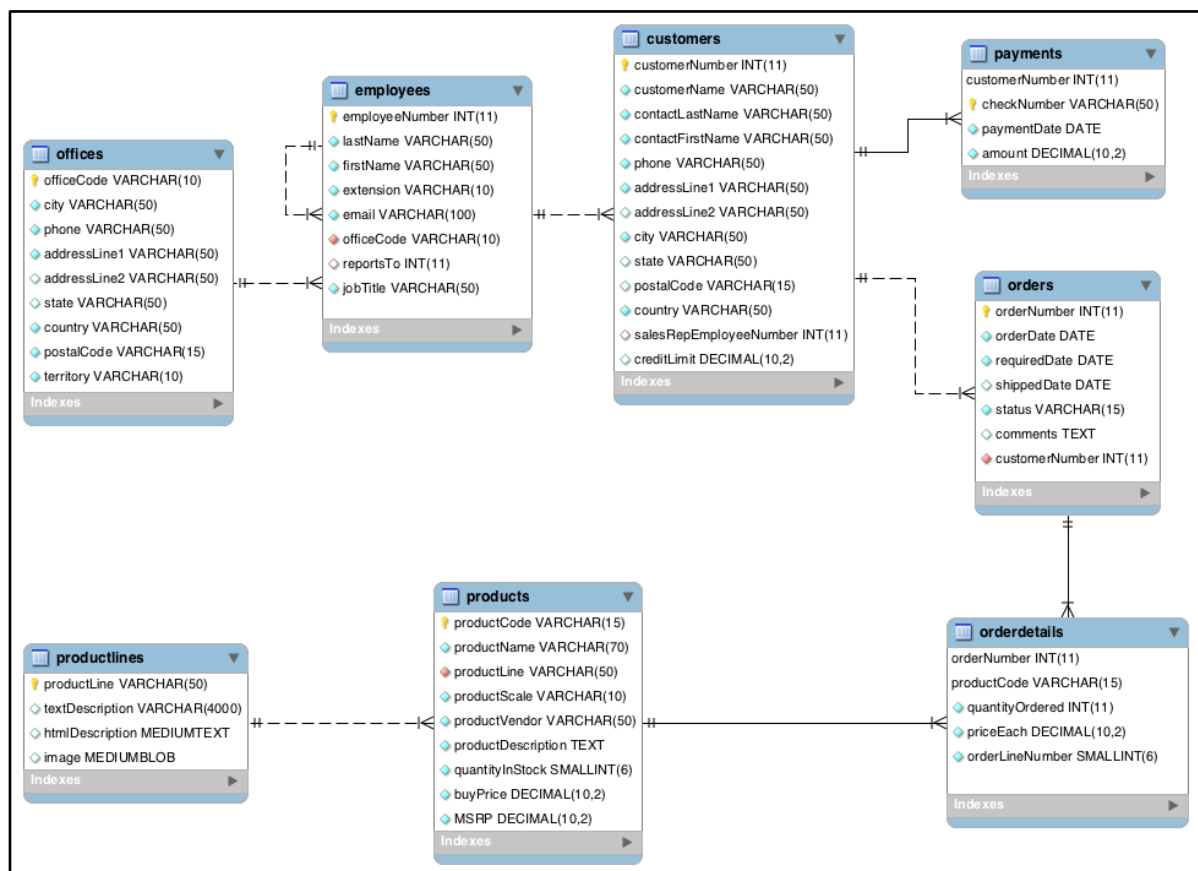 offices
officeCode VARCHAR(10)
city VARCHAR(50)
phone VARCHAR(50)
addressLine1 VARCHAR(50)
addressLine2 VARCHAR(50)
state VARCHAR(50)
country VARCHAR(50)
postalCode VARCHAR(15)
territory VARCHAR(10)
Indexes
employees
employeeNumber INT(11)
lastName VARCHAR(50)
firstName VARCHAR(50)
extension VARCHAR(10)
email VARCHAR(100)
officeCode VARCHAR(10)
reportsTo INT(11)
jobTitle VARCHAR(50)
Indexes
customers
customerNumber INT(11)
customerName VARCHAR(50)
contactLastName VARCHAR(50)
contactFirstName VARCHAR(50)
phone VARCHAR(50)
addressLine1 VARCHAR(50)
addressLine2 VARCHAR(50)
city VARCHAR(50)
state VARCHAR(50)
postalCode VARCHAR(15)
country VARCHAR(50)
salesRepEmployeeNumber INT(11)
creditLimit DECIMAL(10,2)
Indexes
payments
customerNumber INT(11)
checkNumber VARCHAR(50)
paymentDate DATE
amount DECIMAL(10,2)
Indexes
orders
orderNumber INT(11)
orderDate DATE
requiredDate DATE
shippedDate DATE
status VARCHAR(15)
comments TEXT
customerNumber INT(11)
Indexes
productlines
productLine VARCHAR(50)
textDescription VARCHAR(4000)
htmlDescription MEDIUMTEXT
image MEDIUMBLOB
Indexes
products
productCode VARCHAR(15)
productName VARCHAR(70)
productLine VARCHAR(50)
productScale VARCHAR(10)
productVendor VARCHAR(50)
productDescription TEXT
quantityInStock SMALLINT(6)
buyPrice DECIMAL(10,2)
MSRP DECIMAL(10,2)
Indexes
orderdetails
orderNumber INT(11)
productCode VARCHAR(15)
quantityOrdered INT(11)
priceEach DECIMAL(10,2)
orderLineNumber SMALLINT(6)
Indexes